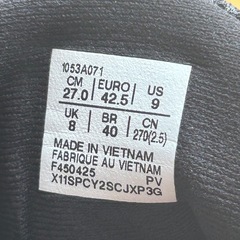 1053A071
CM EURO US
27.0 42.5 9
UK BR CN
8 40 270(2.5)
MADE IN VIETNAM
FABRIQUE AU VIETNAM
F450425 PV
X11SPCY2SCJXP3G